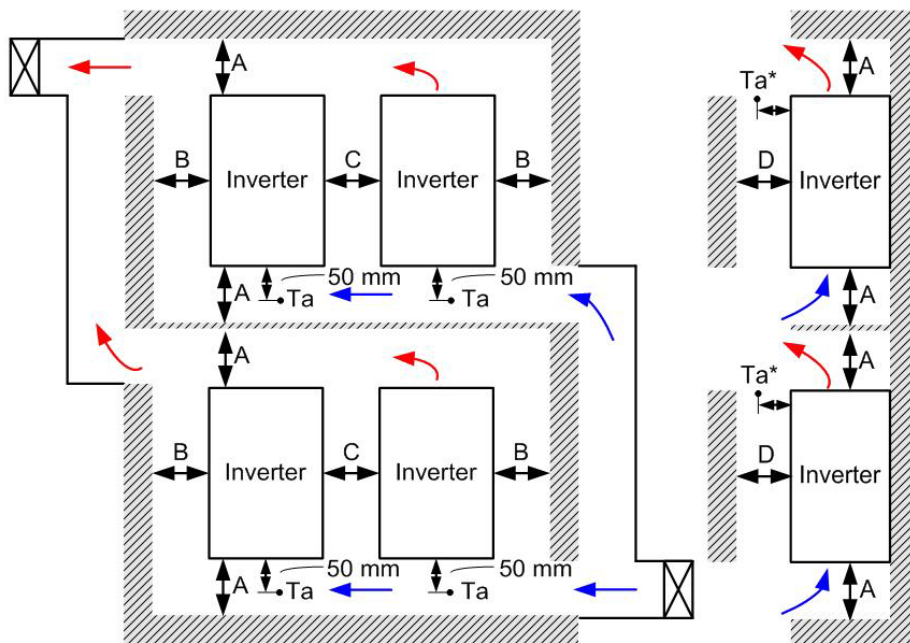 A A
Ta*
B C B D
Inverter Inverter Inverter
50 mm 50 mm
A Ta Ta A
A A
Ta*
B C B D
Inverter Inverter Inverter
50 mm 50 mm
A Ta Ta A